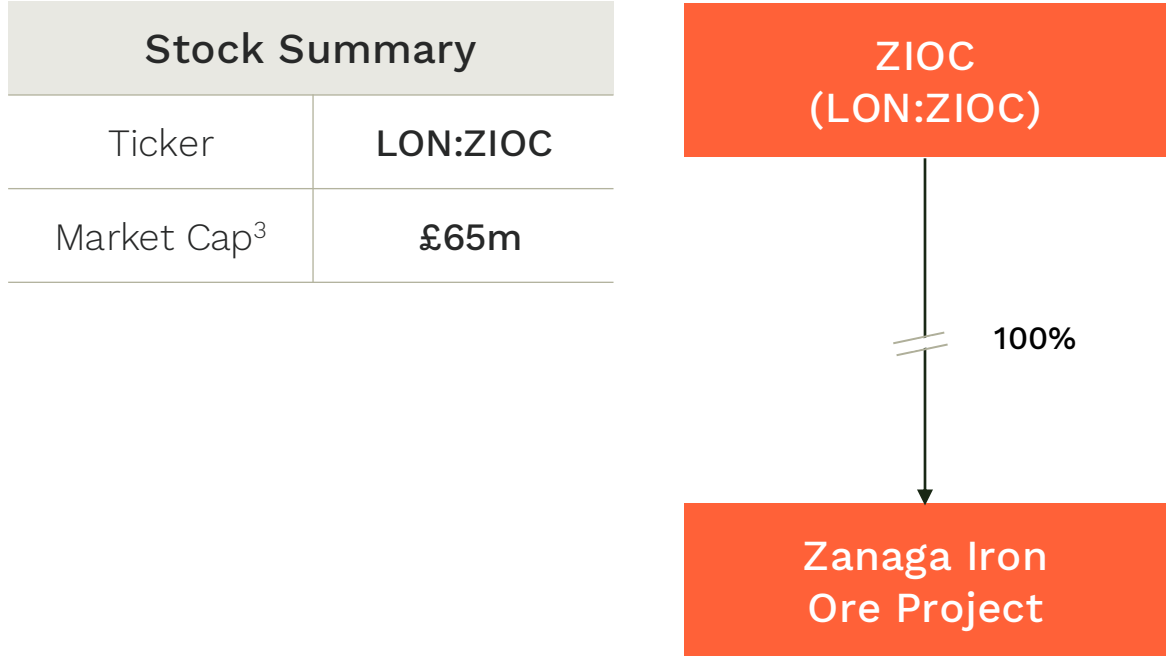 Stock Summary
Ticker LON:ZIOC
Market Cap³ £65m
ZIOC
(LON:ZIOC)
100%
Zanaga Iron
Ore Project